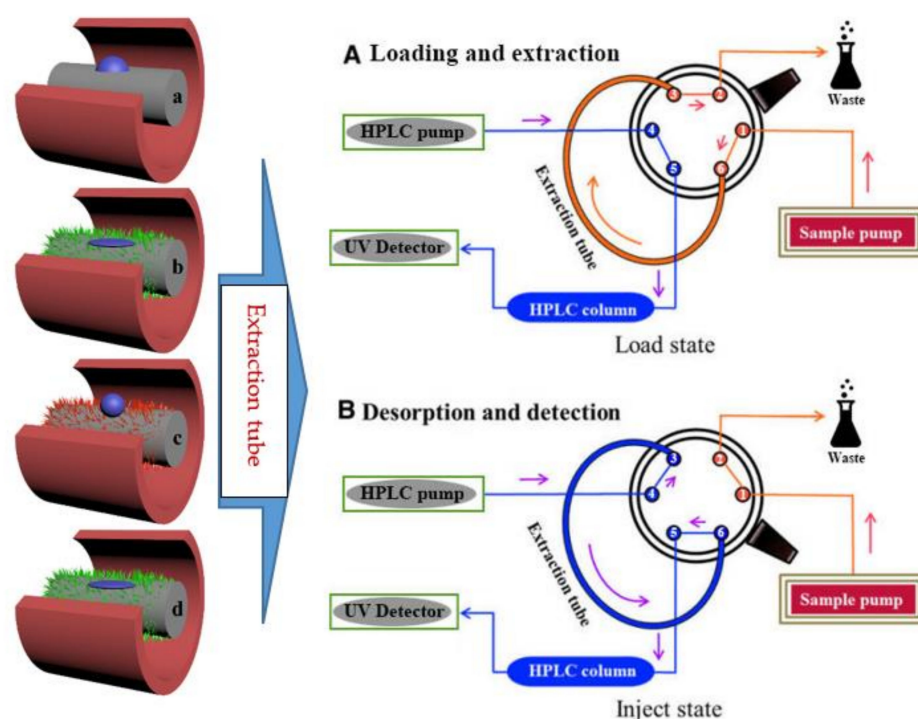 a
b
c
d
Extraction tube
A Loading and extraction
HPLC pump
3
2
4
1
5
6
Waste
Extraction tube
UV Detector
Sample pump
HPLC column
Load state
B Desorption and detection
HPLC pump
3
2
4
1
5
6
Waste
Extraction tube
UV Detector
Sample pump
HPLC column
Inject state